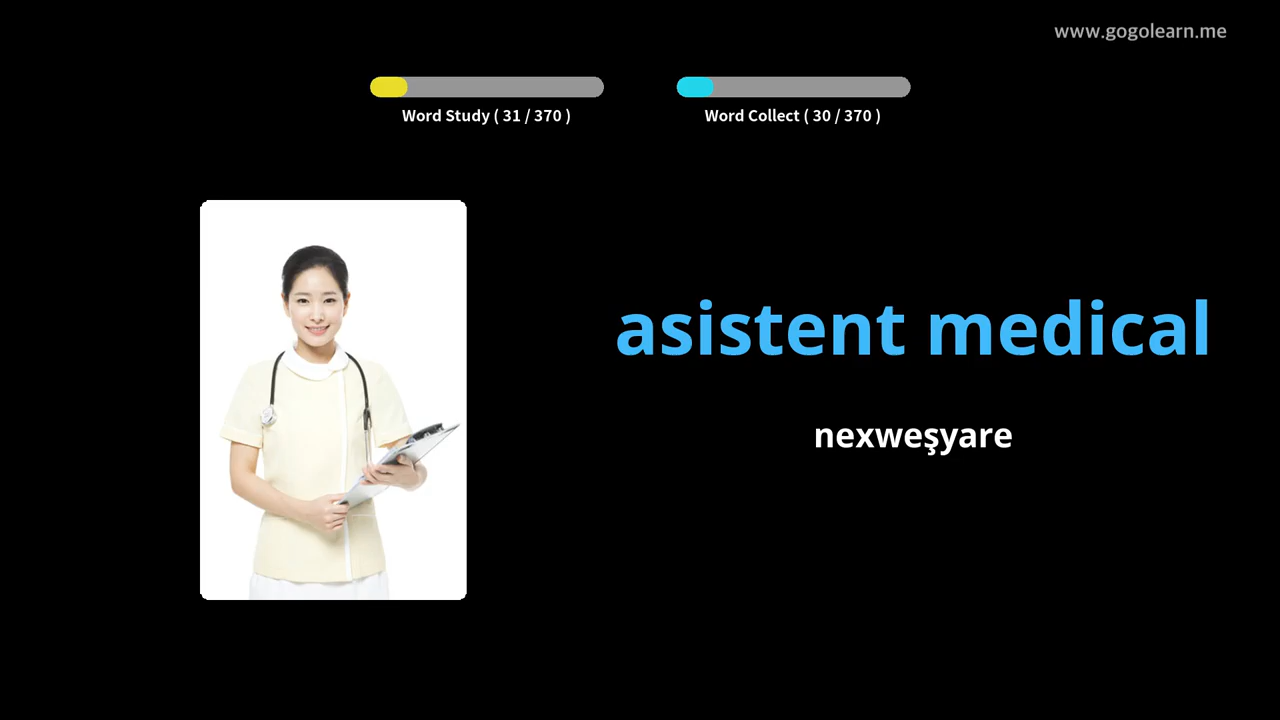 www.gogolearn.me
Word Study ( 31 / 370 )
Word Collect ( 30 / 370 )
asistent medical
nexweşyare